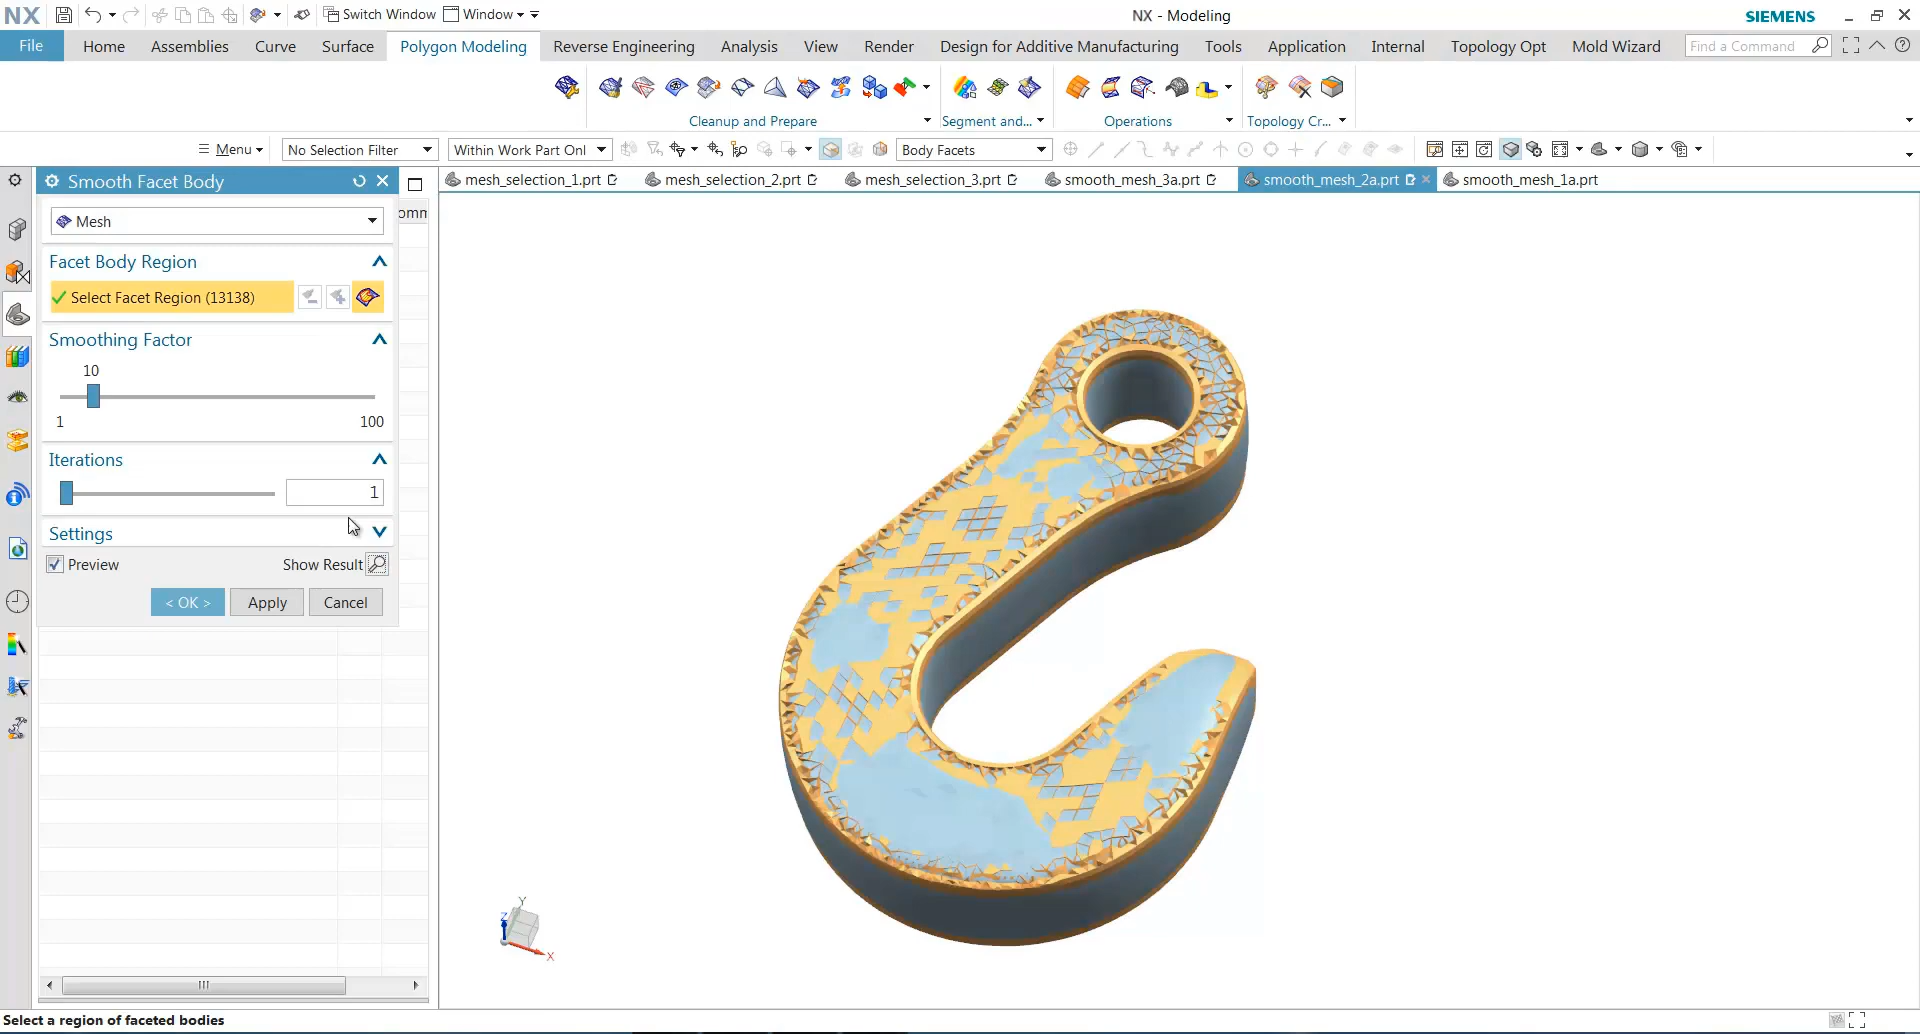 NX
Switch Window
Window
NX - Modeling
SIEMENS
File
Home
Assemblies
Curve
Surface
Polygon Modeling
Reverse Engineering
Analysis
View
Render
Design for Additive Manufacturing
Tools
Application
Internal
Topology Opt
Mold Wizard
Find a Command
Cleanup and Prepare
Segment and...
Operations
Topology Cr...
Menu
No Selection Filter
Within Work Part Onl
Body Facets
Smooth Facet Body
mesh_selection_1.prt
mesh_selection_2.prt
mesh_selection_3.prt
smooth_mesh_3a.prt
smooth_mesh_2a.prt
smooth_mesh_1a.prt
omm
Mesh
Facet Body Region
Select Facet Region (13138)
Smoothing Factor
10
1
100
Iterations
1
Settings
Preview
Show Result
< OK >
Apply
Cancel
Y
Z
X
Select a region of faceted bodies